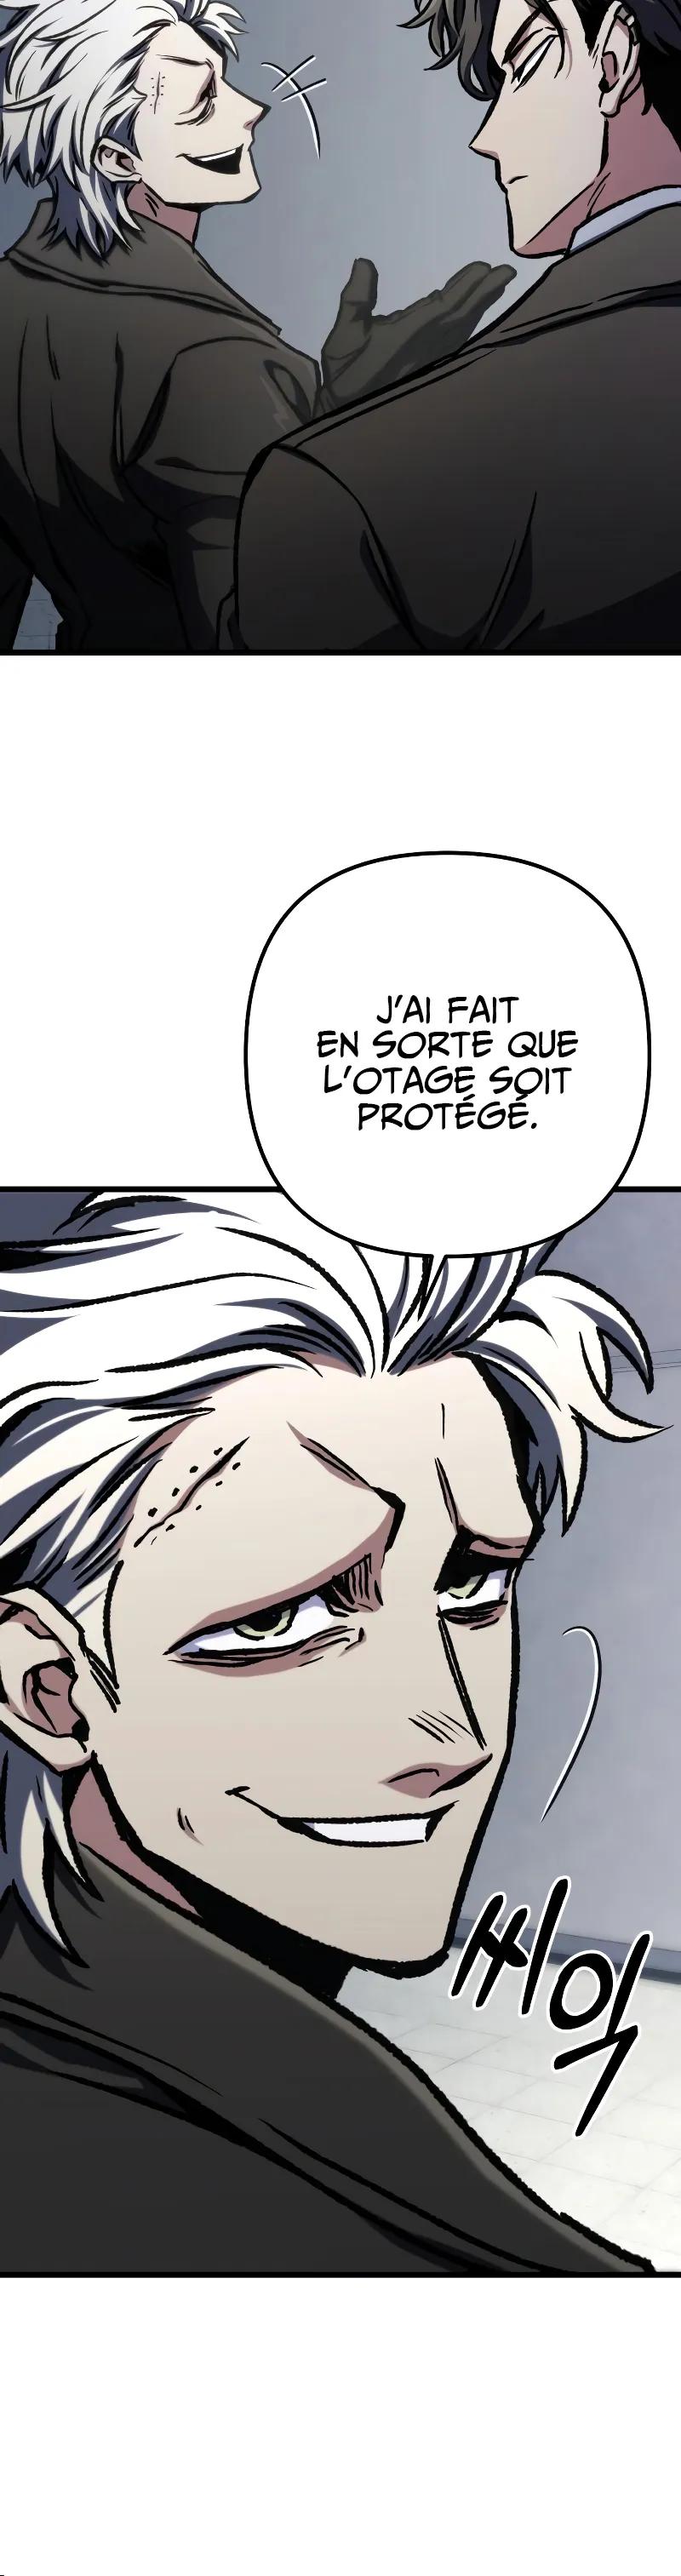 J'AI FAIT
EN SORTE QUE
L'OTAGE SOIT
PROTÉGÉ.
씨익